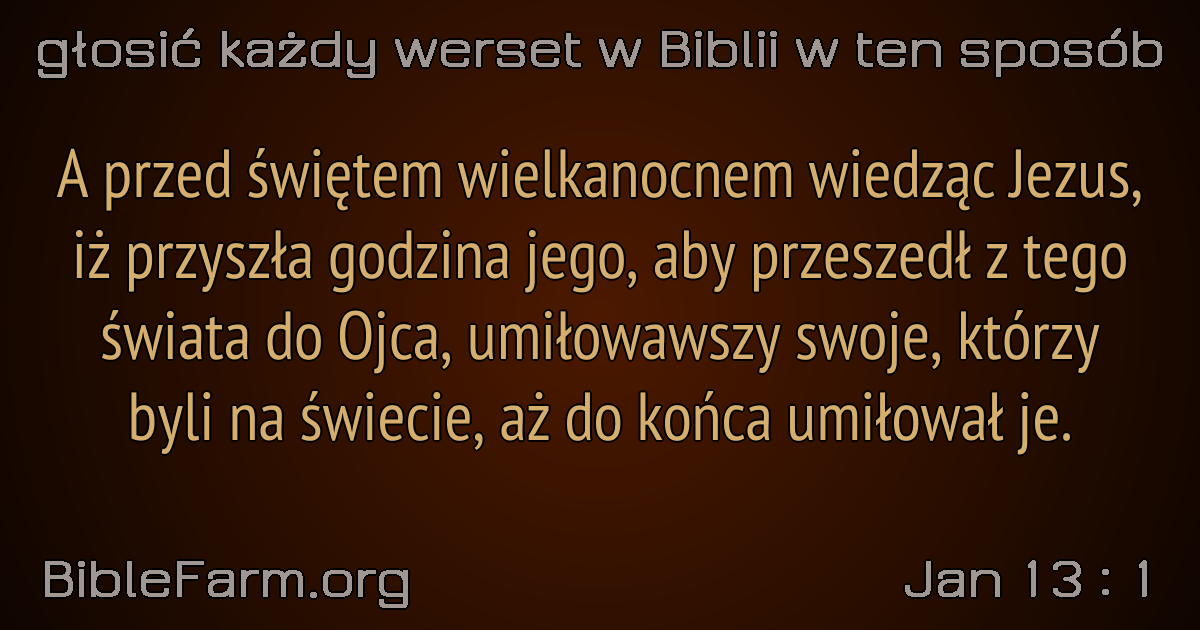 głosić każdy werset w Biblii w ten sposób
A przed świętem wielkanocnem wiedząc Jezus,
iż przyszła godzina jego, aby przeszedł z tego
świata do Ojca, umiłowawszy swoje, którzy
byli na świecie, aż do końca umiłował je.
BibleFarm.org
Jan 13 : 1